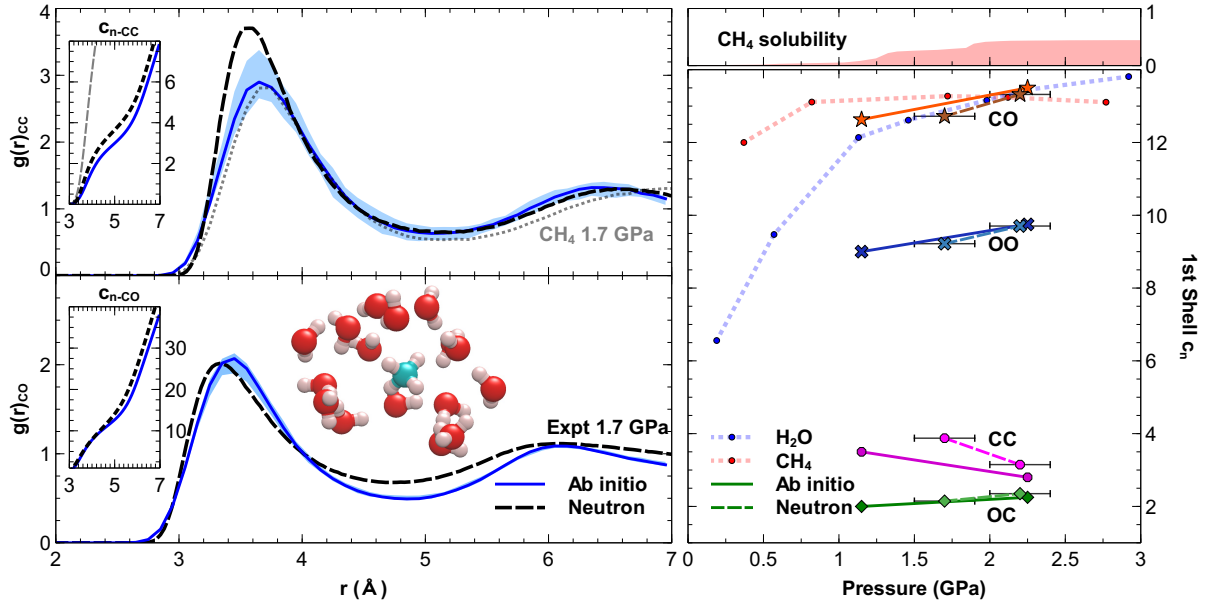 4
3
2
1
0
g(r)CC
cn-CC
6
4
2
3 5 7
CH4 1.7 GPa
2
1
0
g(r)CO
cn-CO
30
20
10
3 5 7
Expt 1.7 GPa
Ab initio
Neutron
2 3 4 5 6 7
r (Å)
CH4 solubility
1
0
CO
OO
CC
OC
H2O
CH4
Ab initio
Neutron
12
10
8
6
4
2
1st Shell cn
0 0.5 1 1.5 2 2.5 3
Pressure (GPa)